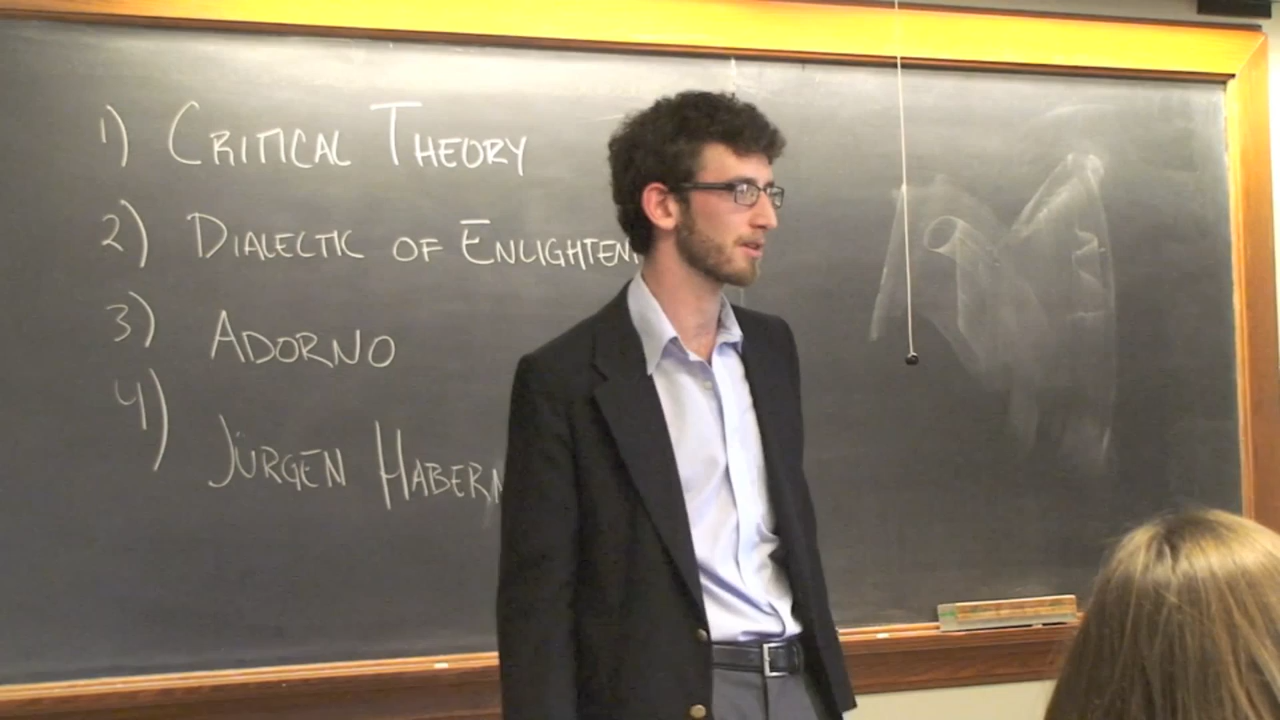 1) CRITICAL THEORY
2) DIALECTIC OF ENLIGHTEN
3) ADORNO
4) JÜRGEN HABERM